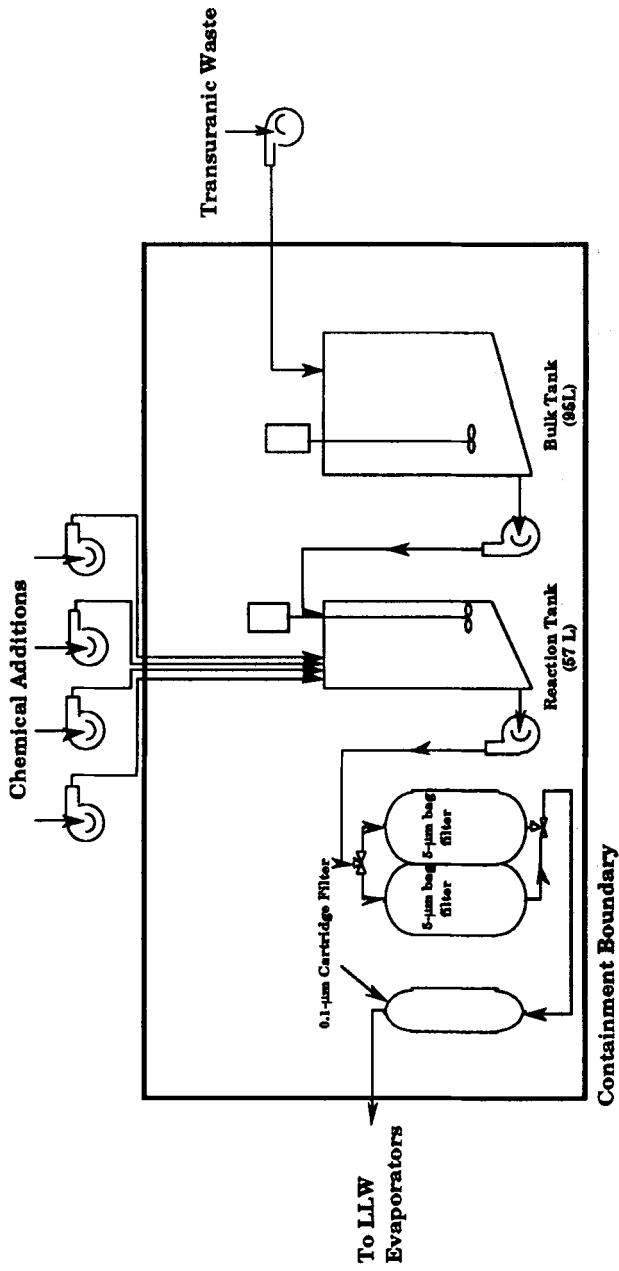 Chemical Additions
Transuranic Waste
0.1-μm Cartridge Filter
5-μm bag
filter
5-μm bag
filter
Reaction Tank
(57 L)
Bulk Tank
(95L)
To LLW
Evaporators
Containment Boundary